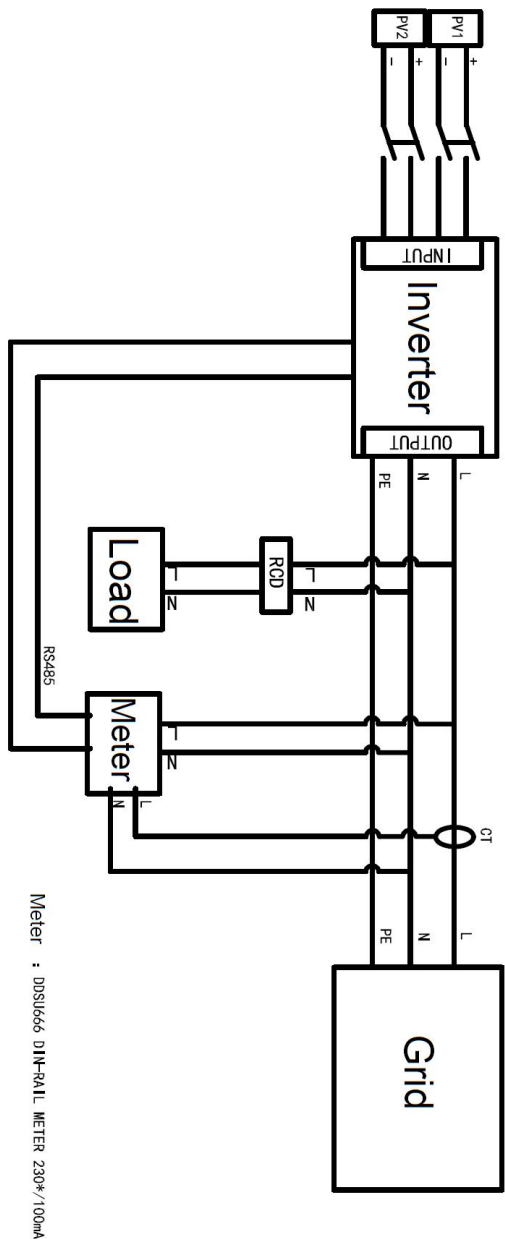 PV1
PV2
+
-
+
-
INPUT
Inverter
OUTPUT
L
N
PE
RCD
L
N
Load
L
N
RS485
Meter
L
N
L
N
CT
L
N
PE
Grid
Meter : DDSU666 DIN-RAIL METER 230*/100mA